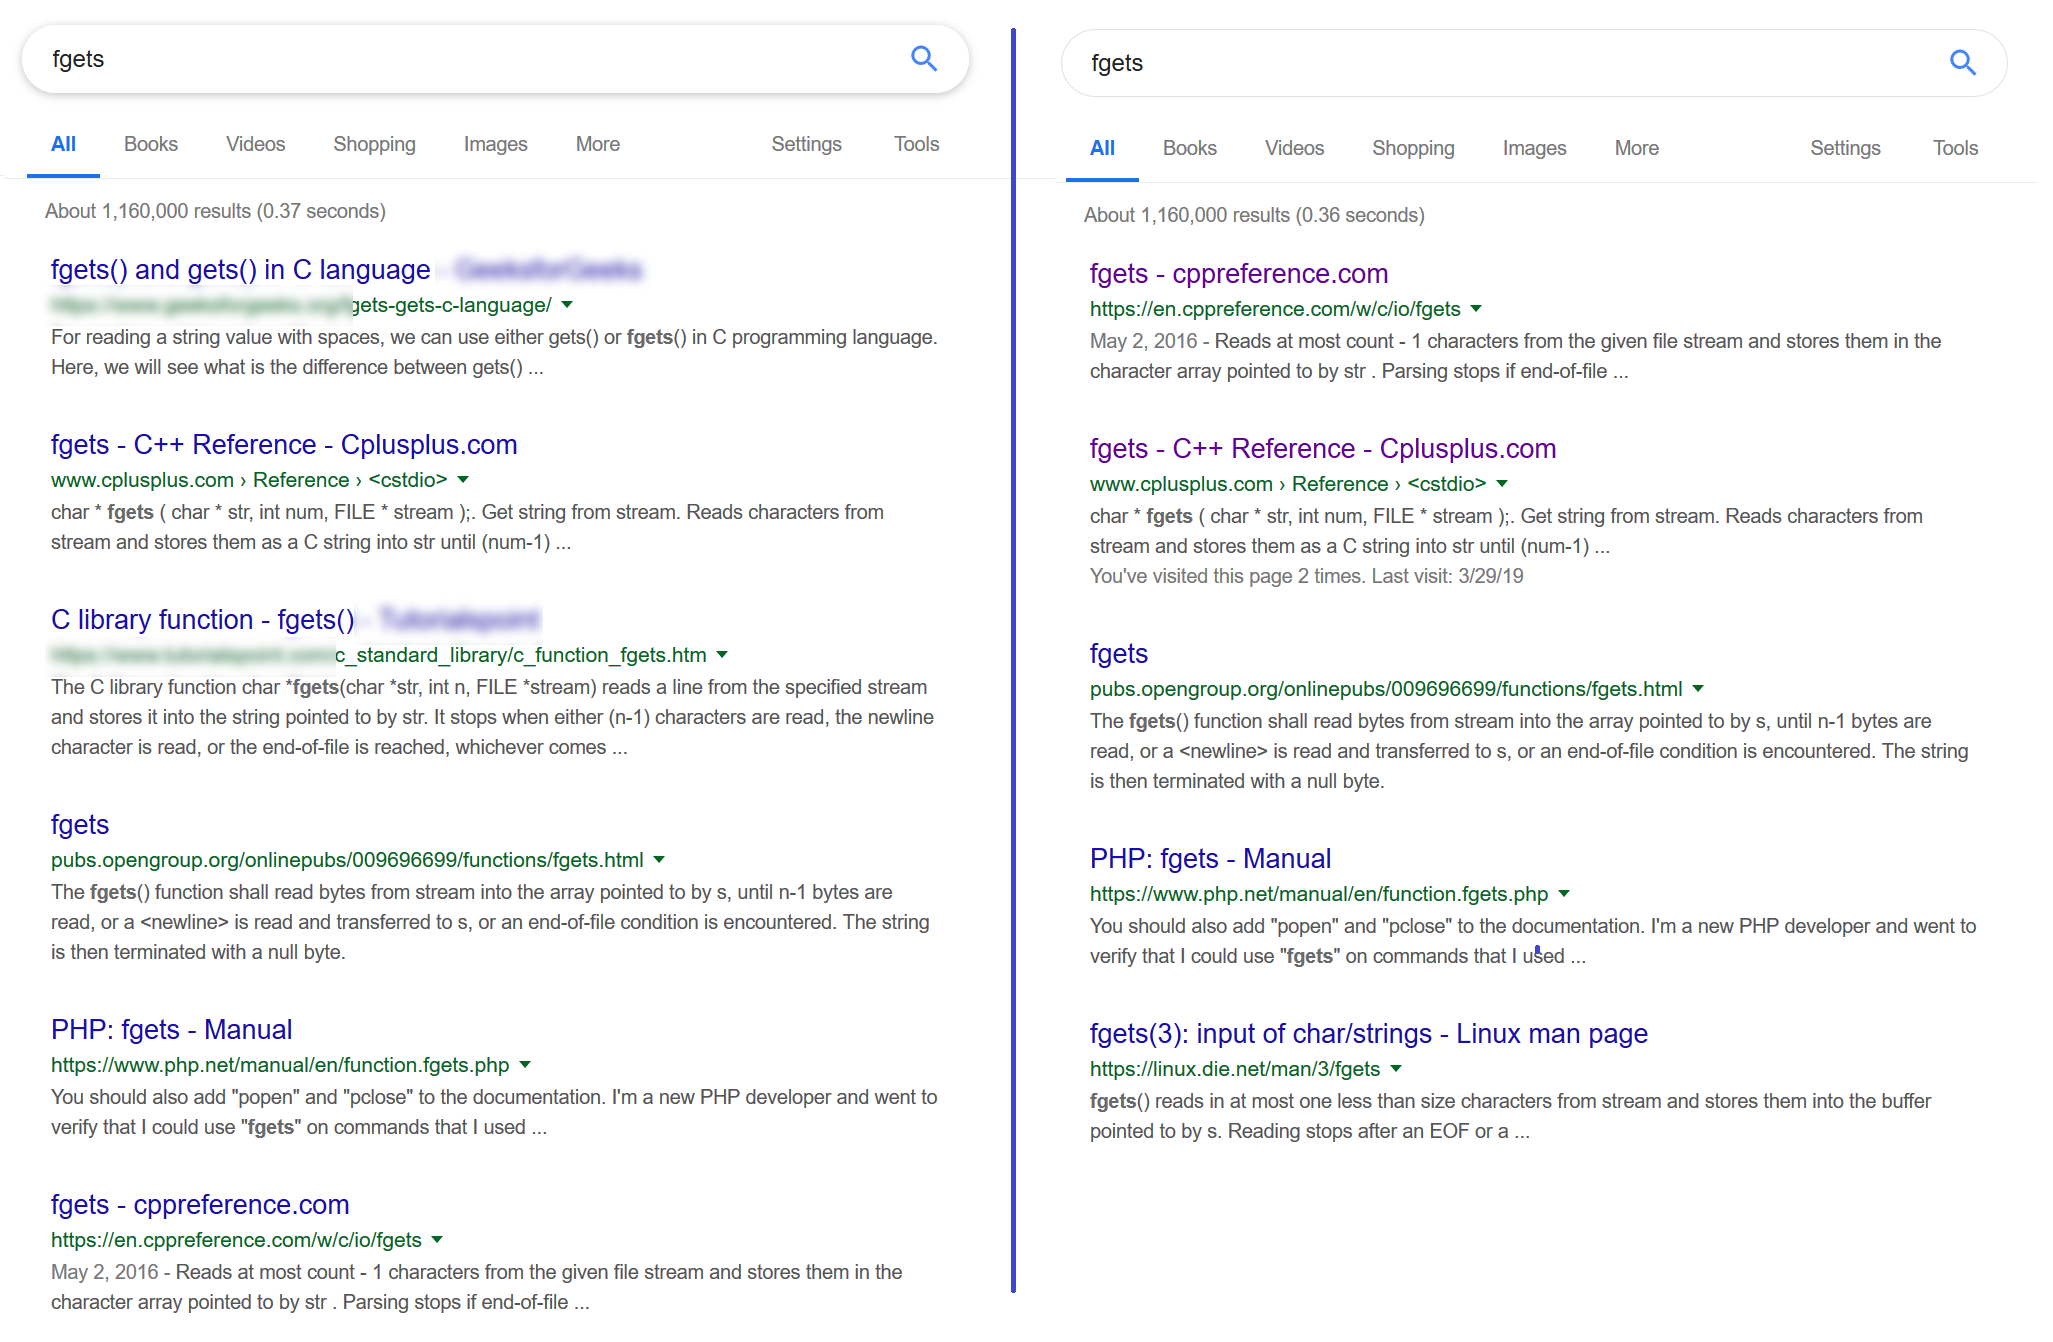 fgets
All Books Videos Shopping Images More Settings Tools
About 1,160,000 results (0.37 seconds)
fgets() and gets() in C language
gets-gets-c-language/
For reading a string value with spaces, we can use either gets() or fgets() in C programming language.
Here, we will see what is the difference between gets() ...
fgets - C++ Reference - Cplusplus.com
www.cplusplus.com › Reference › <cstdio>
char * fgets ( char * str, int num, FILE * stream );. Get string from stream. Reads characters from
stream and stores them as a C string into str until (num-1) ...
C library function - fgets()
c_standard_library/c_function_fgets.htm
The C library function char *fgets(char *str, int n, FILE *stream) reads a line from the specified stream
and stores it into the string pointed to by str. It stops when either (n-1) characters are read, the newline
character is read, or the end-of-file is reached, whichever comes ...
fgets
pubs.opengroup.org/onlinepubs/009696699/functions/fgets.html
The fgets() function shall read bytes from stream into the array pointed to by s, until n-1 bytes are
read, or a <newline> is read and transferred to s, or an end-of-file condition is encountered. The string
is then terminated with a null byte.
PHP: fgets - Manual
https://www.php.net/manual/en/function.fgets.php
You should also add "popen" and "pclose" to the documentation. I'm a new PHP developer and went to
verify that I could use "fgets" on commands that I used ...
fgets - cppreference.com
https://en.cppreference.com/w/c/io/fgets
May 2, 2016 - Reads at most count - 1 characters from the given file stream and stores them in the
character array pointed to by str . Parsing stops if end-of-file ...
fgets
All Books Videos Shopping Images More Settings Tools
About 1,160,000 results (0.36 seconds)
fgets - cppreference.com
https://en.cppreference.com/w/c/io/fgets
May 2, 2016 - Reads at most count - 1 characters from the given file stream and stores them in the
character array pointed to by str . Parsing stops if end-of-file ...
fgets - C++ Reference - Cplusplus.com
www.cplusplus.com › Reference › <cstdio>
char * fgets ( char * str, int num, FILE * stream );. Get string from stream. Reads characters from
stream and stores them as a C string into str until (num-1) ...
You've visited this page 2 times. Last visit: 3/29/19
fgets
pubs.opengroup.org/onlinepubs/009696699/functions/fgets.html
The fgets() function shall read bytes from stream into the array pointed to by s, until n-1 bytes are
read, or a <newline> is read and transferred to s, or an end-of-file condition is encountered. The string
is then terminated with a null byte.
PHP: fgets - Manual
https://www.php.net/manual/en/function.fgets.php
You should also add "popen" and "pclose" to the documentation. I'm a new PHP developer and went to
verify that I could use "fgets" on commands that I used ...
fgets(3): input of char/strings - Linux man page
https://linux.die.net/man/3/fgets
fgets() reads in at most one less than size characters from stream and stores them into the buffer
pointed to by s. Reading stops after an EOF or a ...